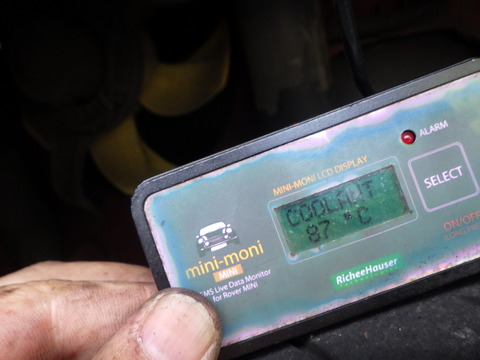 MINI-MONI LCD DISPLAY
ALARM
COOLANT
87 °C
SELECT
mini-moni
MINI
EMS Live Data Monitor
for Rover MINI
RicheeHauser
ON/OFF